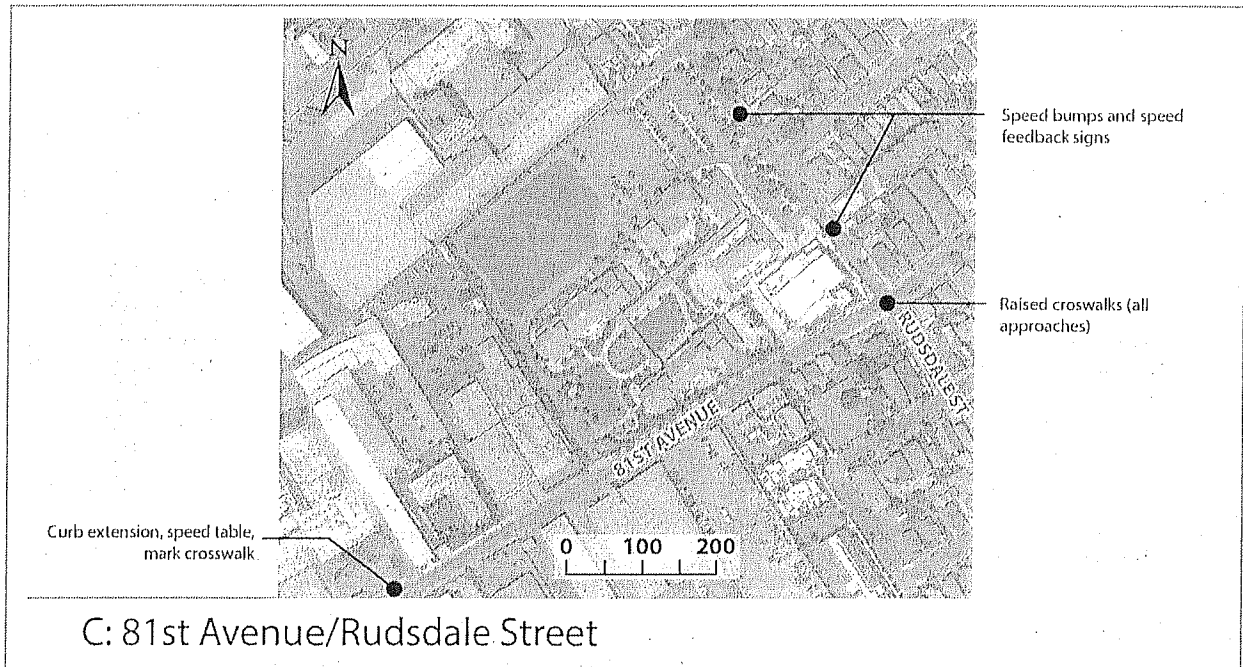 N
Speed bumps and speed
feedback signs
Raised croswalks (all
approaches)
RUDSDALE ST
81ST AVENUE
Curb extension, speed table,
mark crosswalk
0 100 200
C: 81st Avenue/Rudsdale Street